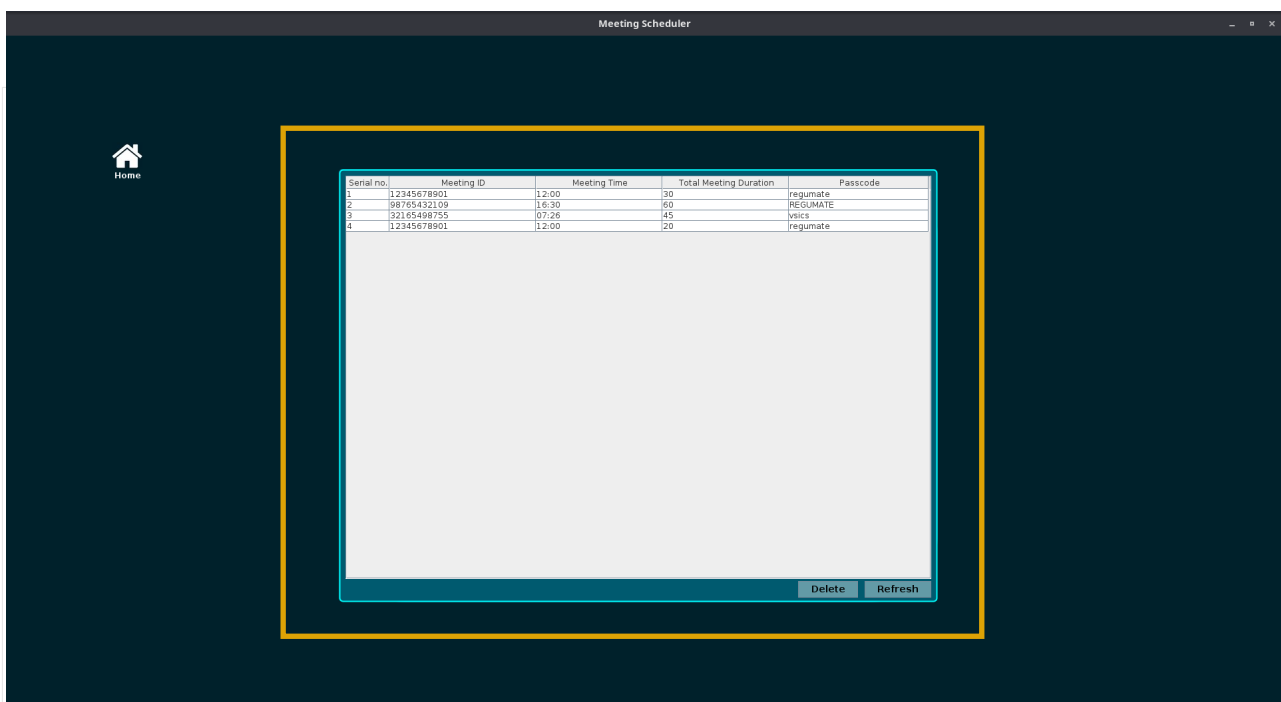 Meeting Scheduler
Home
Serial no. Meeting ID Meeting Time Total Meeting Duration Passcode
1 12345678901 12:00 30 regumate
2 98765432109 16:30 60 REGUMATE
3 32165498755 07:26 45 vsics
4 12345678901 12:00 20 regumate
Delete Refresh